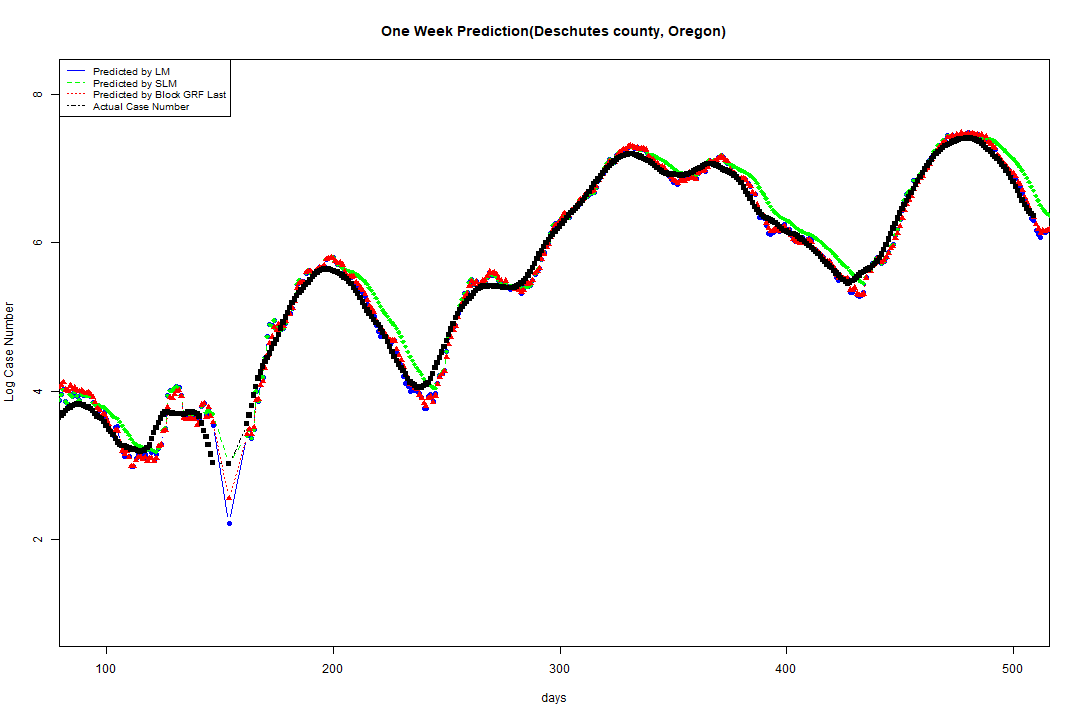 One Week Prediction(Deschutes county, Oregon)
Predicted by LM
Predicted by SLM
Predicted by Block GRF Last
Actual Case Number
8
6
4
2
Log Case Number
100 200 300 400 500
days